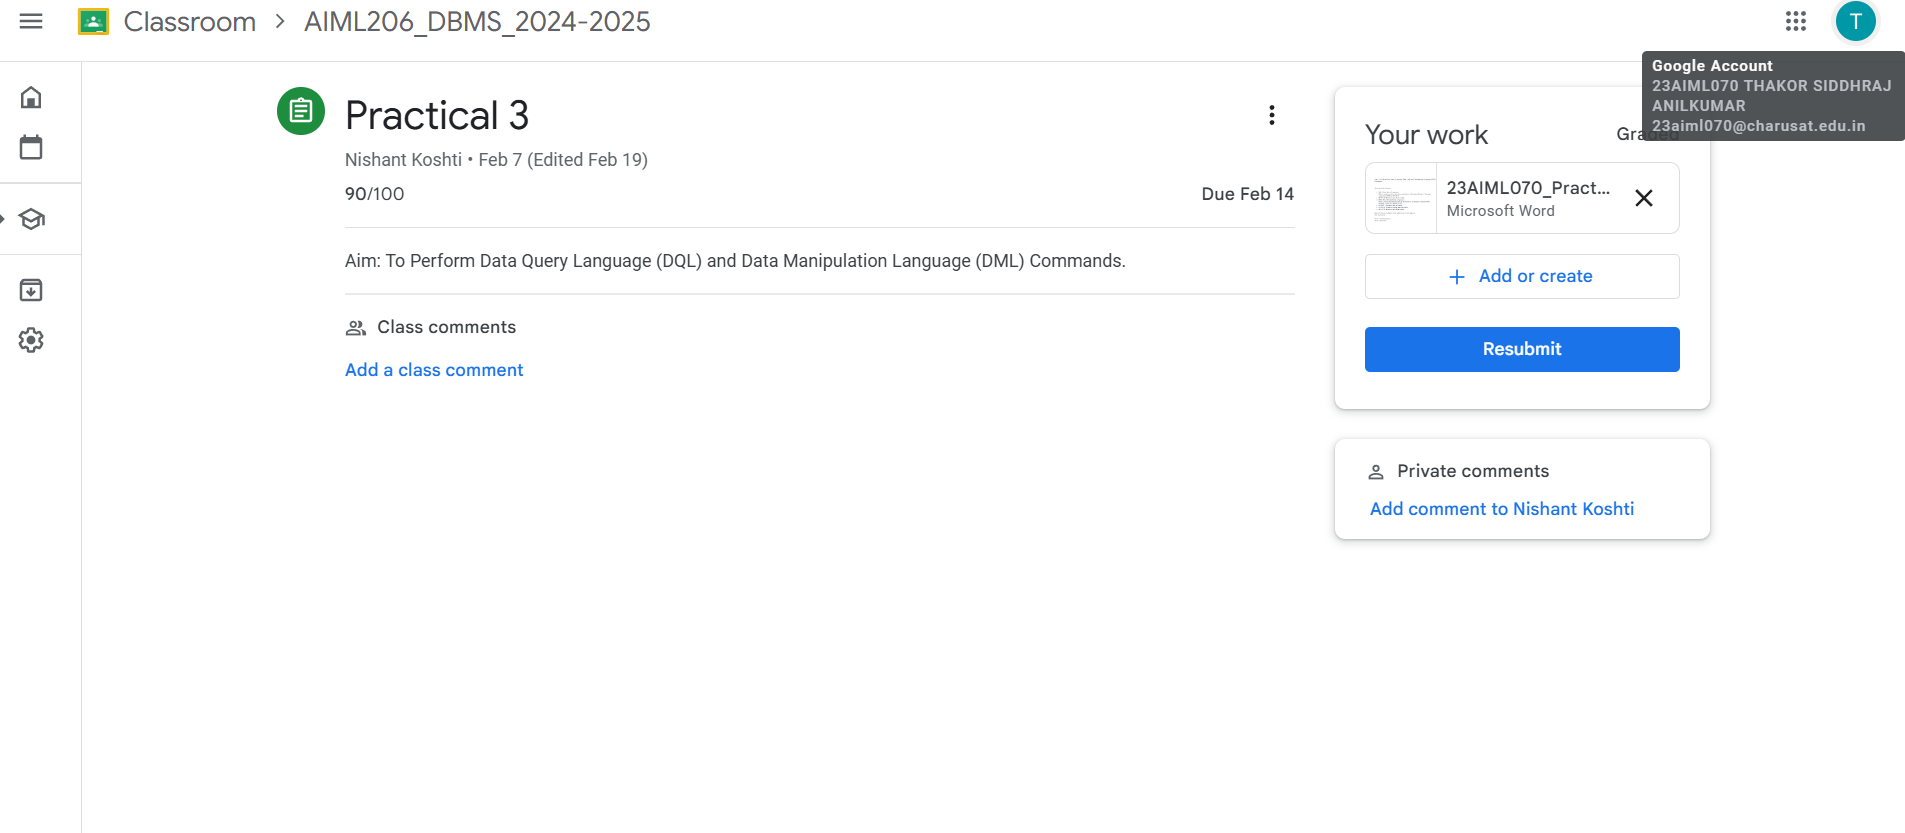 Classroom > AIML206_DBMS_2024-2025
T
Google Account
23AIML070 THAKOR SIDDHRAJ
ANILKUMAR
23aiml070@charusat.edu.in
Practical 3
Nishant Koshti • Feb 7 (Edited Feb 19)
90/100
Due Feb 14
Aim: To Perform Data Query Language (DQL) and Data Manipulation Language (DML) Commands.
Class comments
Add a class comment
Your work
Graded
23AIML070_Pract...
Microsoft Word
+ Add or create
Resubmit
Private comments
Add comment to Nishant Koshti